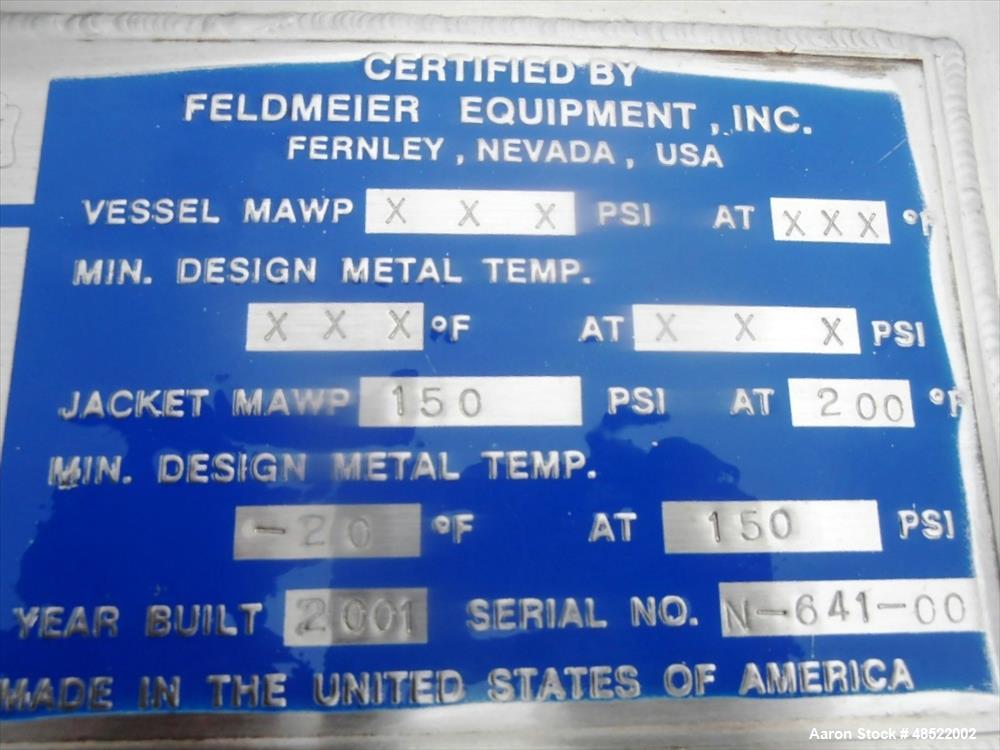 CERTIFIED BY
FELDMEIER EQUIPMENT, INC.
FERNLEY, NEVADA, USA
VESSEL MAWP X X X PSI AT XXX °F
MIN. DESIGN METAL TEMP.
X X X °F AT X X X PSI
JACKET MAWP 150 PSI AT 200 °F
MIN. DESIGN METAL TEMP.
-20 °F AT 150 PSI
YEAR BUILT 2001 SERIAL NO. N-641-00
MADE IN THE UNITED STATES OF AMERICA
Aaron Stock # 48522002